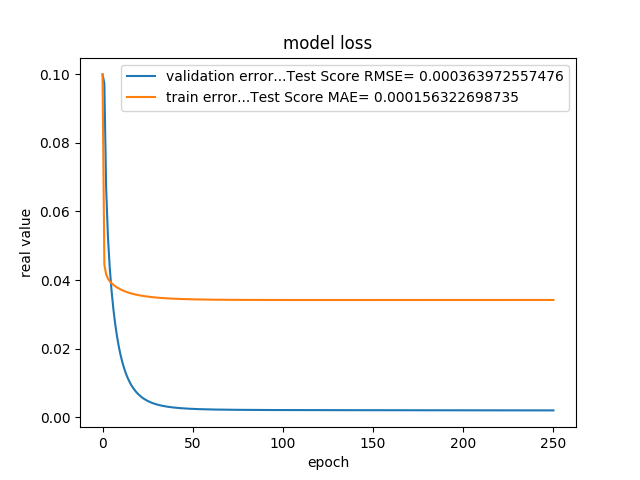 model loss
validation error...Test Score RMSE= 0.000363972557476
train error...Test Score MAE= 0.000156322698735
0.10
0.08
0.06
0.04
0.02
0.00
real value
0 50 100 150 200 250
epoch